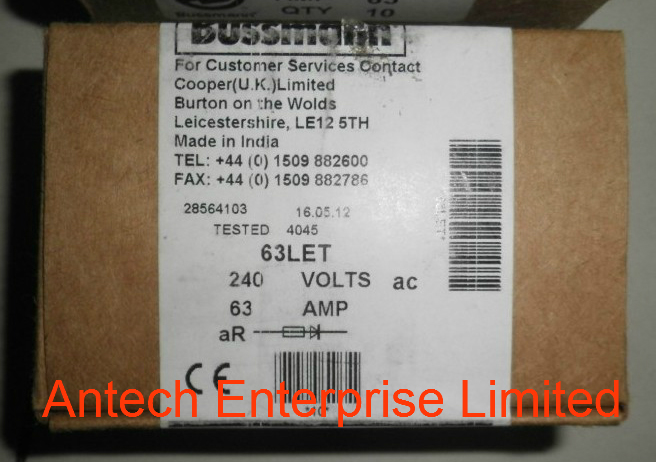 63
QTY 10
Bussmann
For Customer Services Contact
Cooper(U.K.)Limited
Burton on the Wolds
Leicestershire, LE12 5TH
Made in India
TEL: +44 (0) 1509 882600
FAX: +44 (0) 1509 882786
28564103 16.05.12
TESTED 4045
63LET
240 VOLTS ac
63 AMP
aR
CE
Antech Enterprise Limited